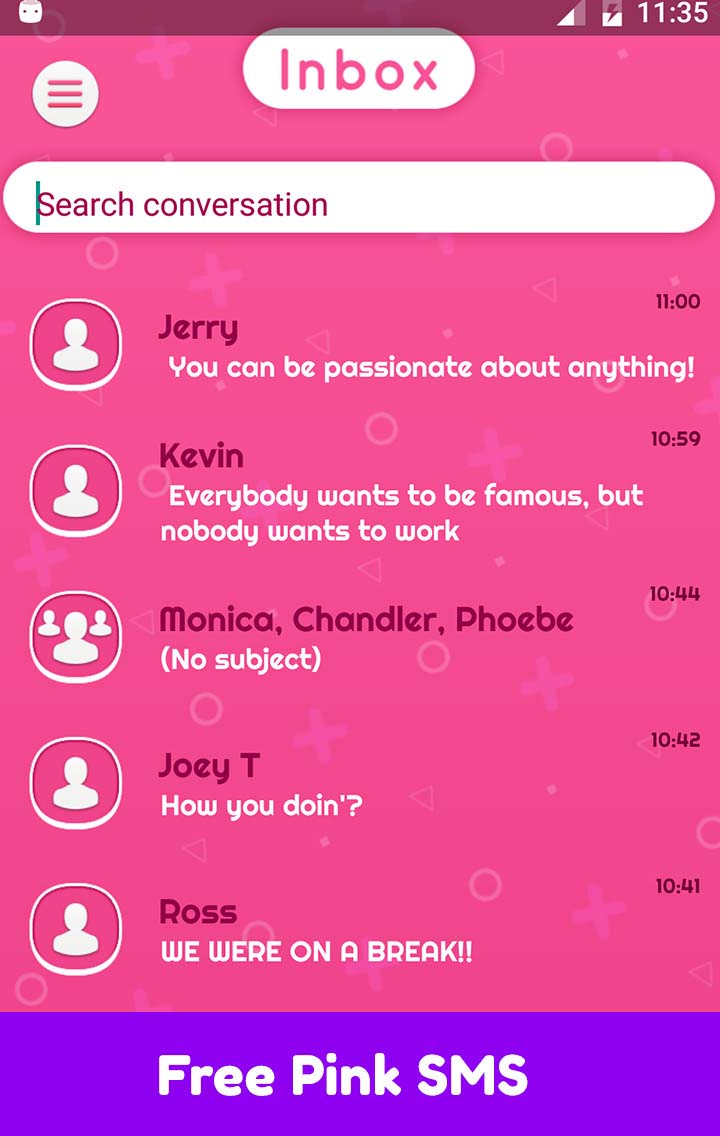 11:35
Inbox
Search conversation
11:00
Jerry
You can be passionate about anything!
10:59
Kevin
Everybody wants to be famous, but
nobody wants to work
10:44
Monica, Chandler, Phoebe
(No subject)
10:42
Joey T
How you doin'?
10:41
Ross
WE WERE ON A BREAK!!
Free Pink SMS